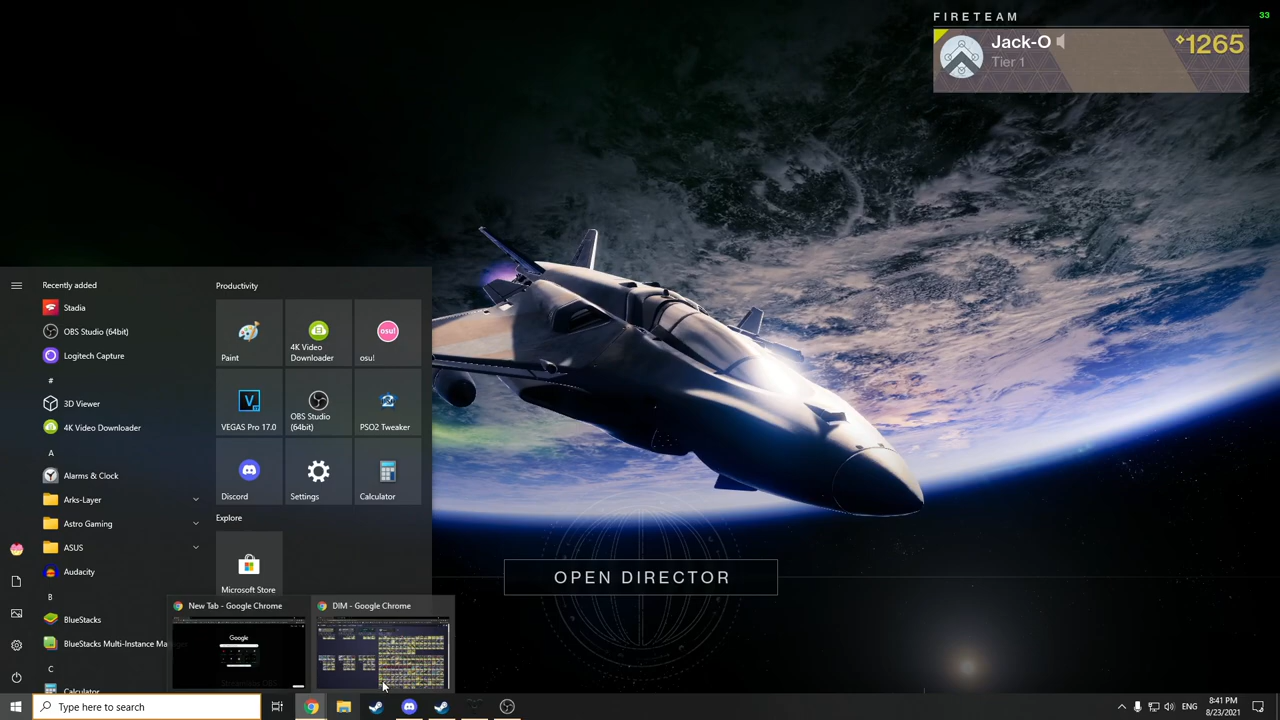 FIRETEAM
33
Jack-O
1265
Tier 1
Recently added
Stadia
OBS Studio (64bit)
Logitech Capture
#
3D Viewer
4K Video Downloader
A
Alarms & Clock
Arks-Layer
Astro Gaming
ASUS
Audacity
B
BlueStacks
BlueStacks Multi-Instance Ma
C
Calculator
Productivity
Paint
4K Video Downloader
osu!
osu!
VEGAS Pro 17.0
OBS Studio (64bit)
PSO2 Tweaker
Discord
Settings
Calculator
Explore
Microsoft Store
OPEN DIRECTOR
New Tab - Google Chrome
DIM - Google Chrome
Google
Type here to search
ENG
8:41 PM
8/23/2021